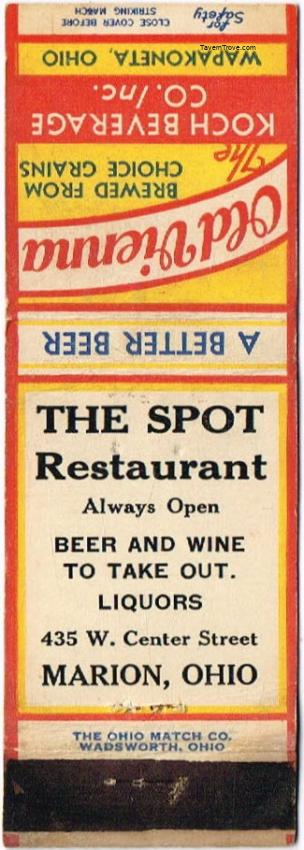 For
Safety
CLOSE COVER BEFORE
STRIKING MATCH
TavernTrove.com
WAPAKONETA, OHIO
The
KOCH BEVERAGE
CO. Inc.
BREWED FROM
CHOICE GRAINS
Old Vienna
A BETTER BEER
THE SPOT
Restaurant
Always Open
BEER AND WINE
TO TAKE OUT.
LIQUORS
435 W. Center Street
MARION, OHIO
THE OHIO MATCH CO.
WADSWORTH, OHIO